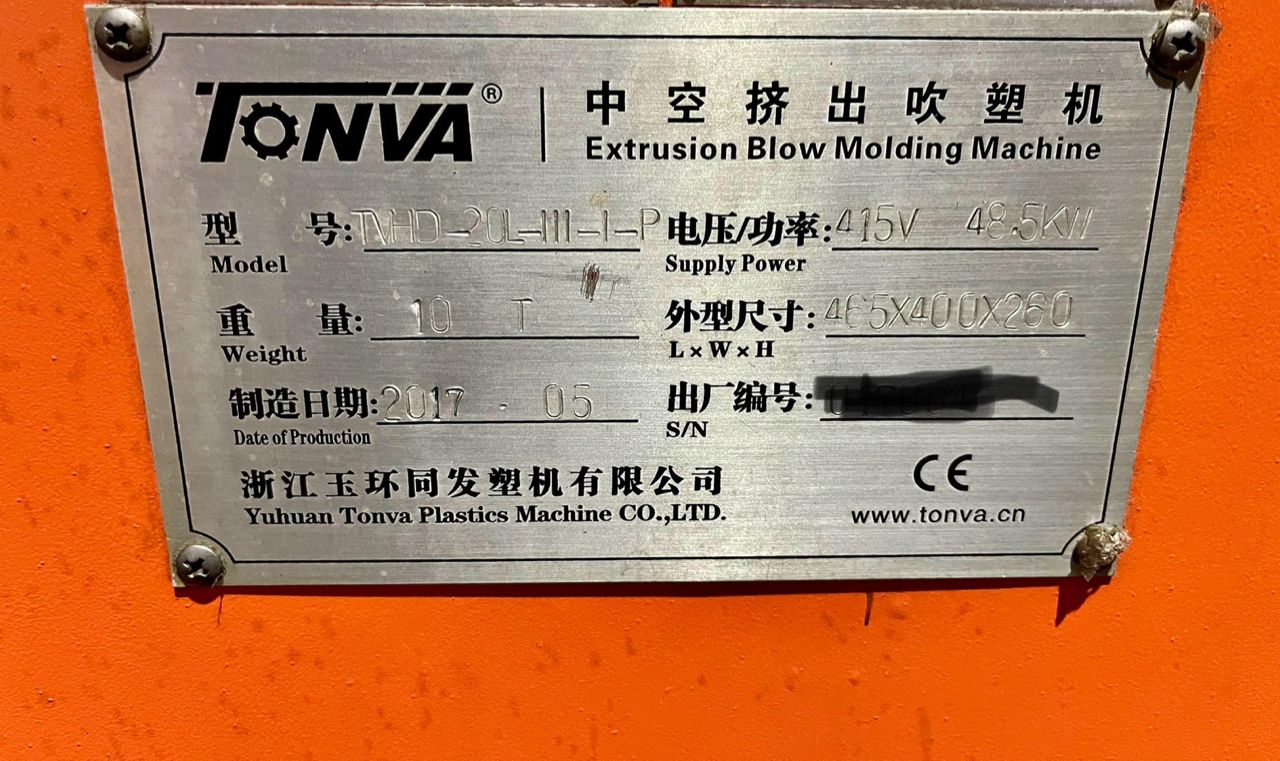 TONVA® 中空挤出吹塑机
Extrusion Blow Molding Machine
型 号: TVHD-20L-III-1-P 电压/功率: 415V 48.5KW
Model Supply Power
重 量: 10 T 外型尺寸: 465X400X260
Weight L×W×H
制造日期: 2017 - 05 出厂编号:
Date of Production S/N
浙江玉环同发塑机有限公司 CE
Yuhuan Tonva Plastics Machine CO.,LTD. www.tonva.cn